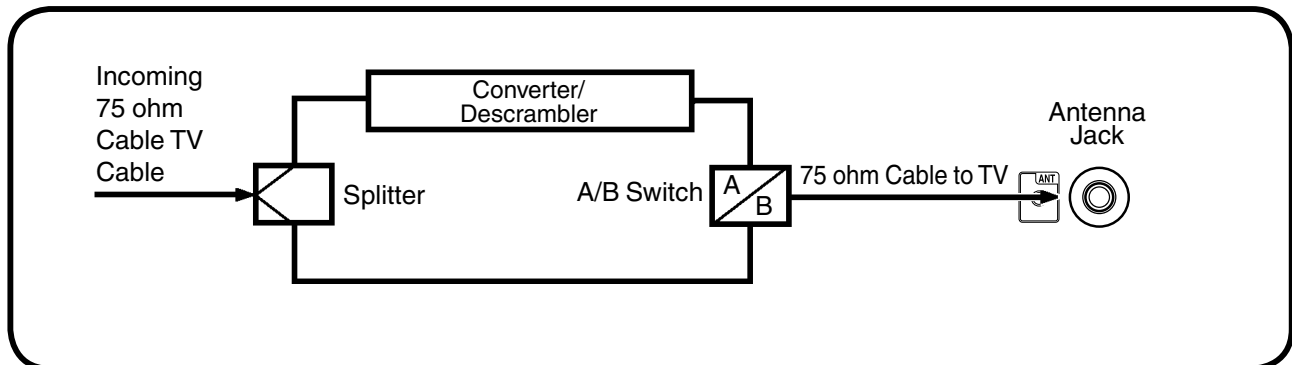 Incoming
75 ohm
Cable TV
Cable
Splitter
Converter/
Descrambler
A/B Switch
A
B
75 ohm Cable to TV
ANT
Antenna
Jack